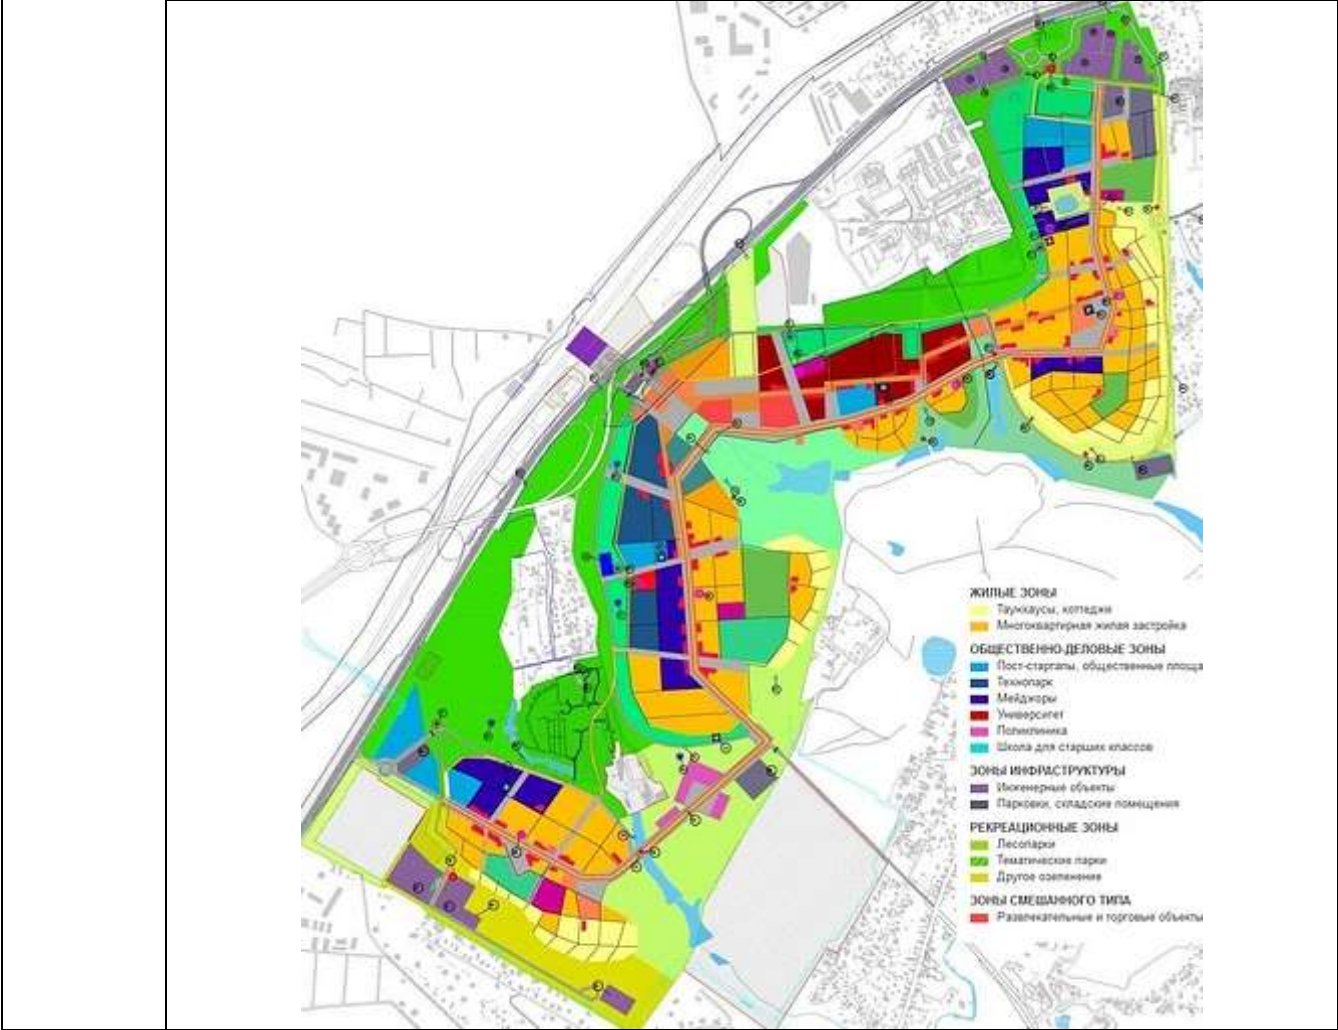 ЖИЛЫЕ ЗОНЫ
Таунхаусы, коттеджи
Многоквартирная жилая застройка
ОБЩЕСТВЕННО-ДЕЛОВЫЕ ЗОНЫ
Пост-стартапы, общественные площа
Технопарк
Мейджоры
Университет
Поликлиника
Школа для старших классов
ЗОНЫ ИНФРАСТРУКТУРЫ
Инженерные объекты
Парковки, складские помещения
РЕКРЕАЦИОННЫЕ ЗОНЫ
Лесопарки
Тематические парки
Другое озеленение
ЗОНЫ СМЕШАННОГО ТИПА
Развлекательные и торговые объекты